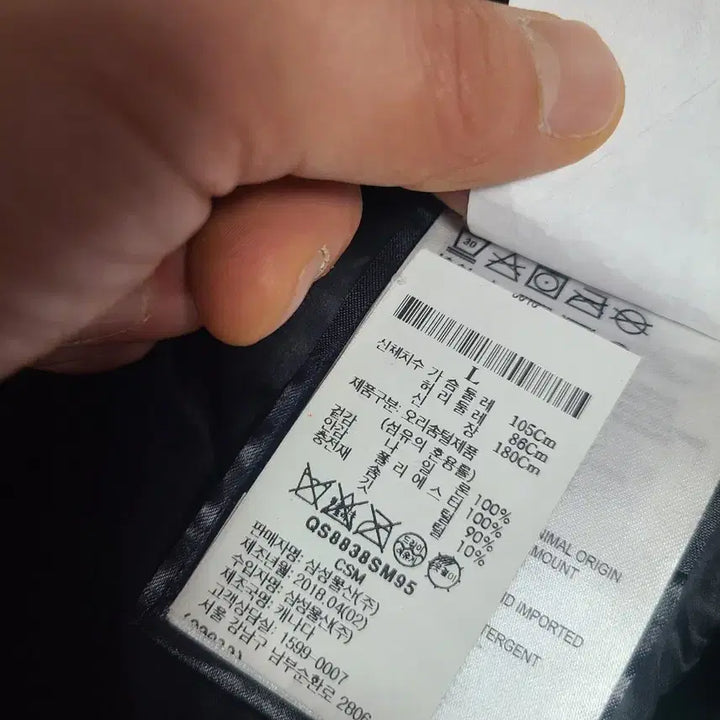 30
L
신체치수 가슴둘레 105Cm
허리둘레 86Cm
신장 180Cm
제품구분: 오리솜털제품
(섬유의 혼용률)
겉감 나일론 100%
안감 폴리에스터 100%
충전재 솜털 90%
깃털 10%
드라이
QS8838SM95
CSM
판매자명: 삼성물산(주)
제조년월: 2018.04(02)
수입자명: 삼성물산(주)
제조국명: 캐나다
고객상담실: 1599-0007
서울 강남구 남부순환로 2806
NIMAL ORIGIN
MOUNT
D IMPORTED
ETERGENT